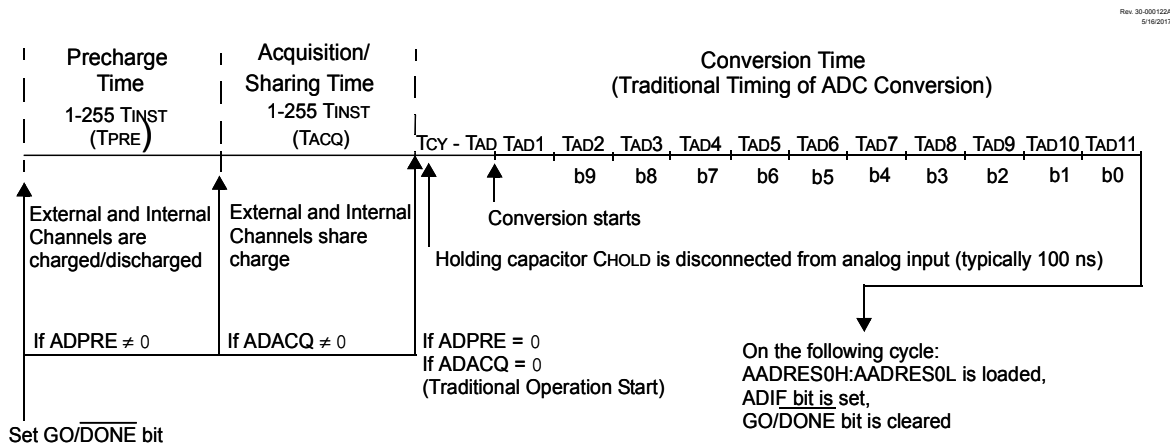 Rev. 30-000122A
5/16/2017
Precharge
Time
1-255 TINST
(TPRE)
Acquisition/
Sharing Time
1-255 TINST
(TACQ)
Conversion Time
(Traditional Timing of ADC Conversion)
TCY - TAD TAD1 TAD2 TAD3 TAD4 TAD5 TAD6 TAD7 TAD8 TAD9 TAD10 TAD11
b9 b8 b7 b6 b5 b4 b3 b2 b1 b0
External and Internal
Channels are
charged/discharged
External and Internal
Channels share
charge
Conversion starts
Holding capacitor CHOLD is disconnected from analog input (typically 100 ns)
If ADPRE ≠ 0
If ADACQ ≠ 0
If ADPRE = 0
If ADACQ = 0
(Traditional Operation Start)
On the following cycle:
AADRES0H:AADRES0L is loaded,
ADIF bit is set,
GO/DONE bit is cleared
Set GO/DONE bit